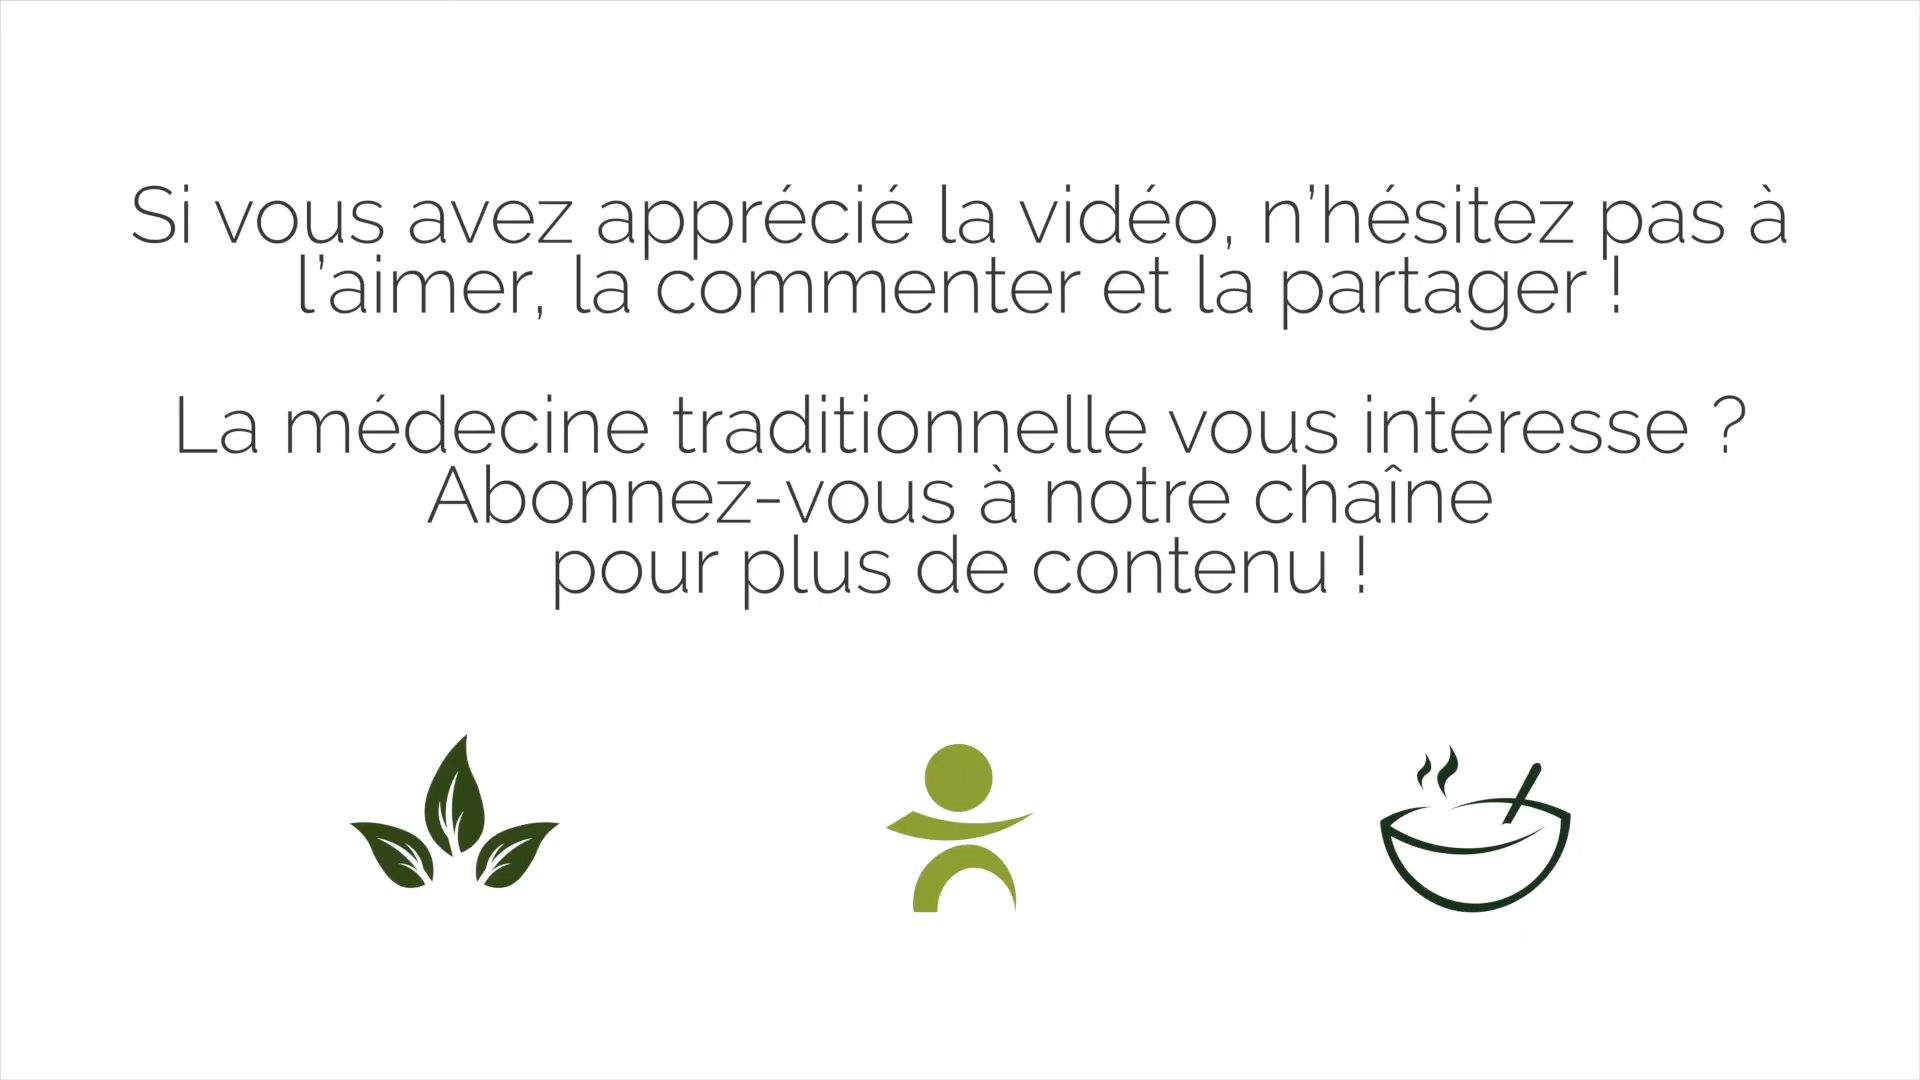 Si vous avez apprécié la vidéo, n’hésitez pas à
l’aimer, la commenter et la partager !
La médecine traditionnelle vous intéresse ?
Abonnez-vous à notre chaîne
pour plus de contenu !